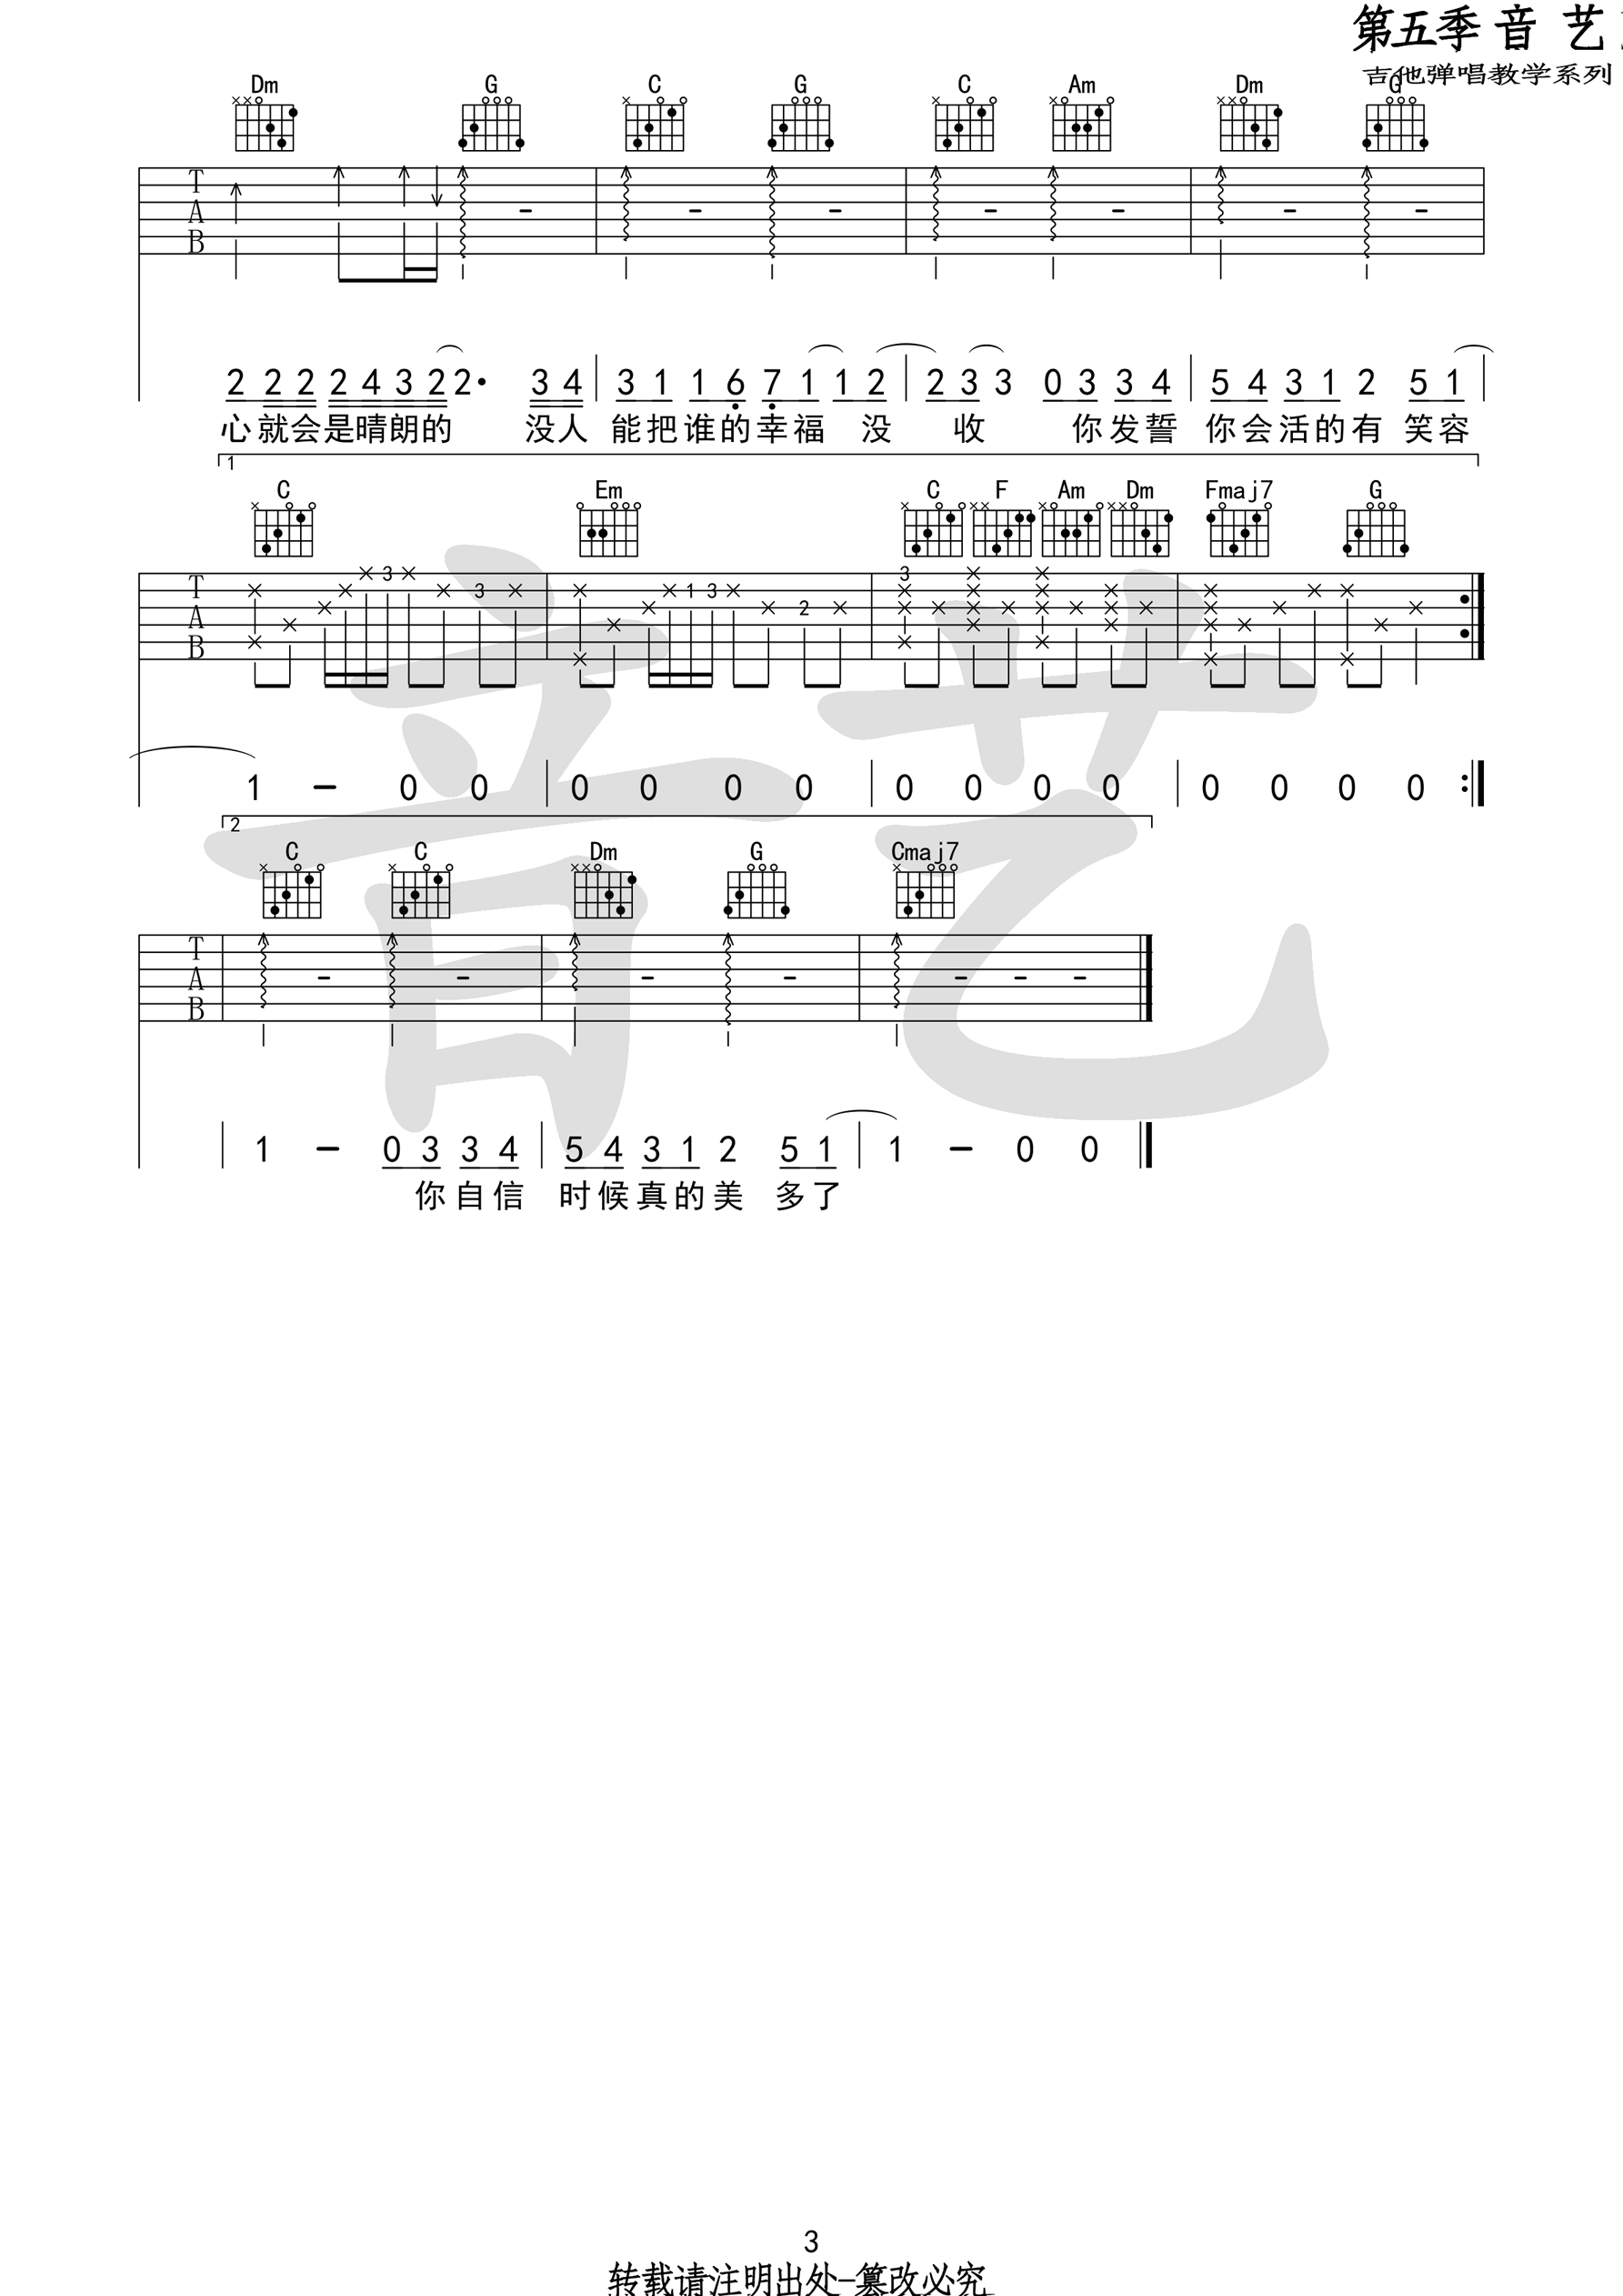 第五季 音 艺
吉他弹唱教学系列
Dm G C G C Am Dm G
T
A
B
2 2 2 2 4 3 2 2· 3 4 3 1 1 6 7 1 1 2 2 3 3 0 3 3 4 5 4 3 1 2 5 1
心就会是晴朗的 没人 能把谁的幸福 没 收 你发誓 你会活的有 笑容
1
C Em C F Am Dm Fmaj7 G
3 3 1 3 2 3
T
A
B
1 - 0 0 0 0 0 0 0 0 0 0 0 0 0 0
2
C C Dm G Cmaj7
T
A
B
1 - 0 3 3 4 5 4 3 1 2 5 1 1 - 0 0
你自信 时候真的美 多了
音艺
3
转载请注明出处-篡改必究